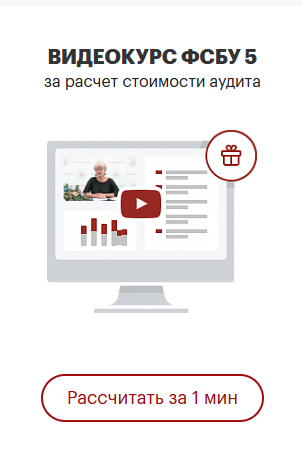 ВИДЕОКУРС ФСБУ 5
за расчет стоимости аудита
Рассчитать за 1 мин